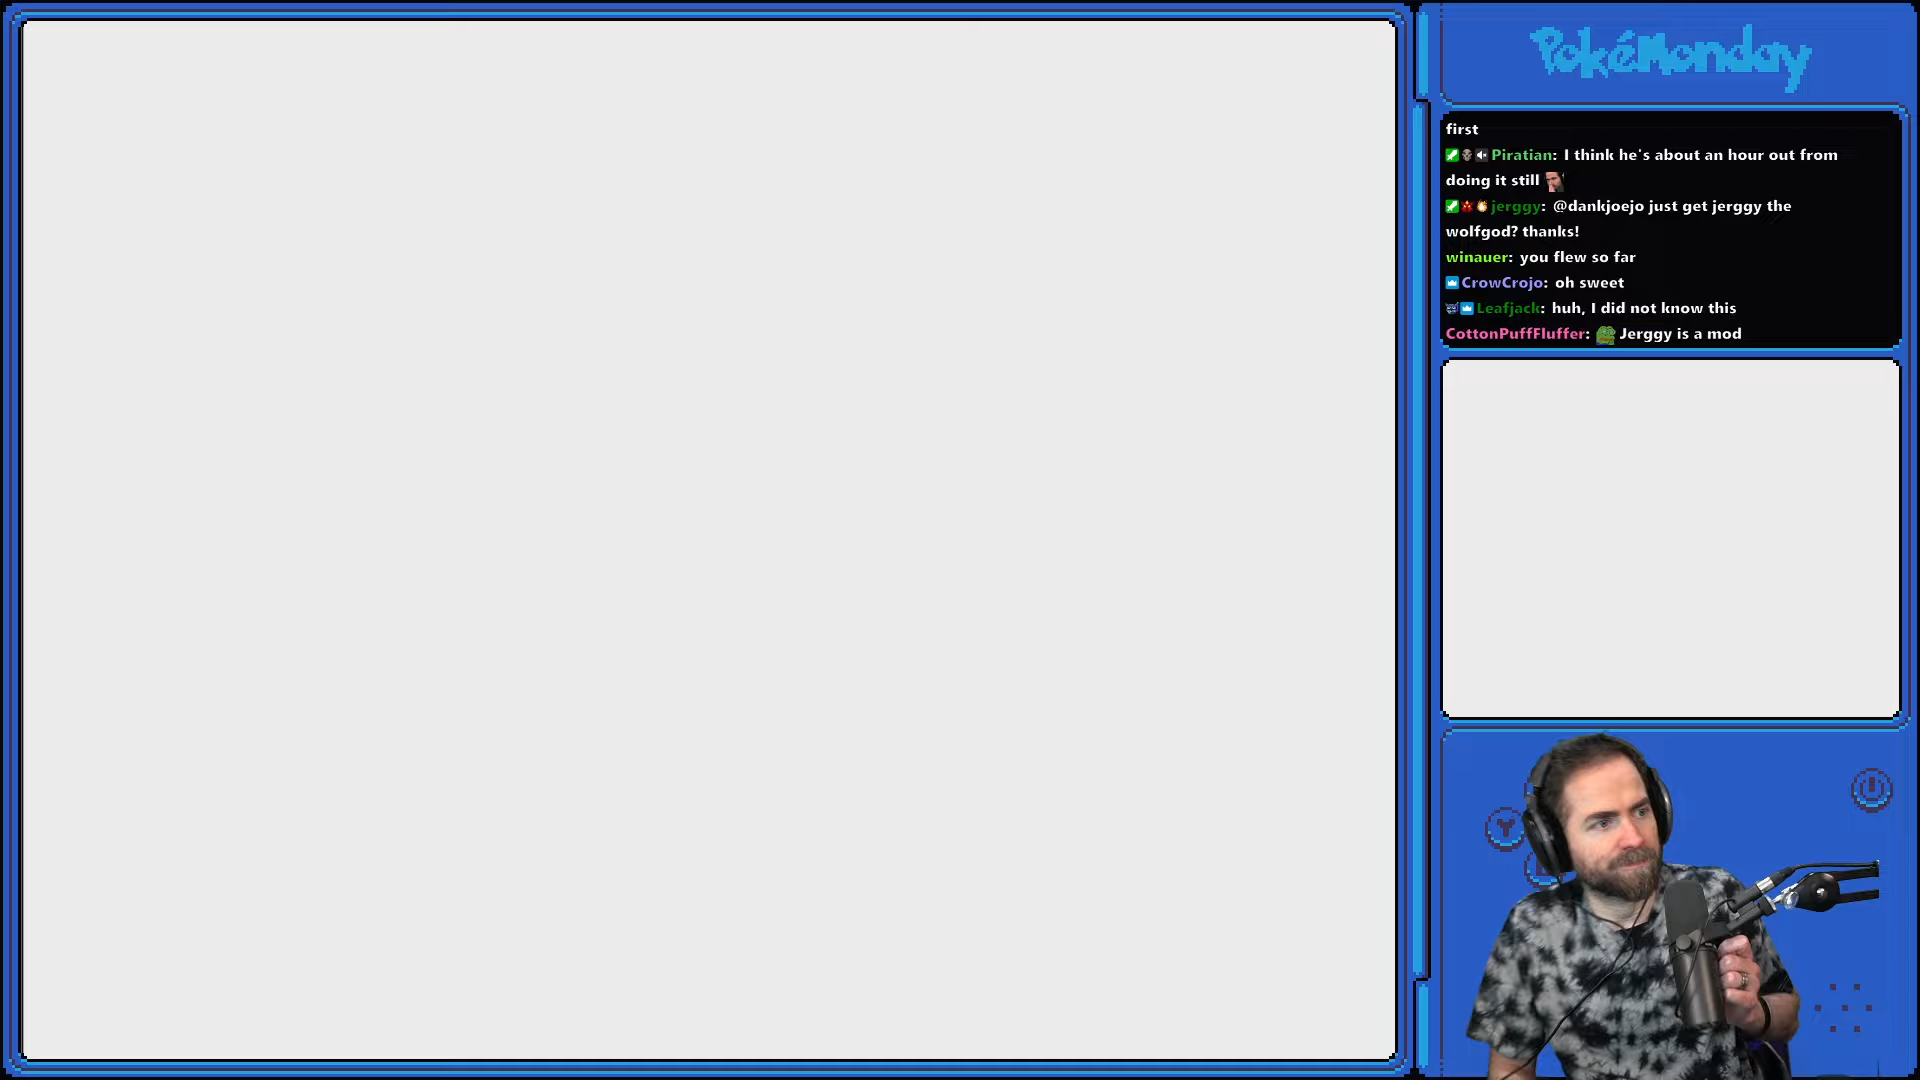 PokéMonday
first
Piratian: I think he's about an hour out from
doing it still
jerggy: @dankjoejo just get jerggy the
wolfgod? thanks!
winauer: you flew so far
CrowCrojo: oh sweet
Leafjack: huh, I did not know this
CottonPuffFluffer: Jerggy is a mod
Y